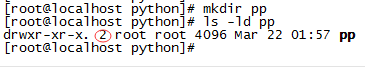 [root@localhost python]# mkdir pp
[root@localhost python]# ls -ld pp
drwxr-xr-x. 2 root root 4096 Mar 22 01:57 pp
[root@localhost python]#